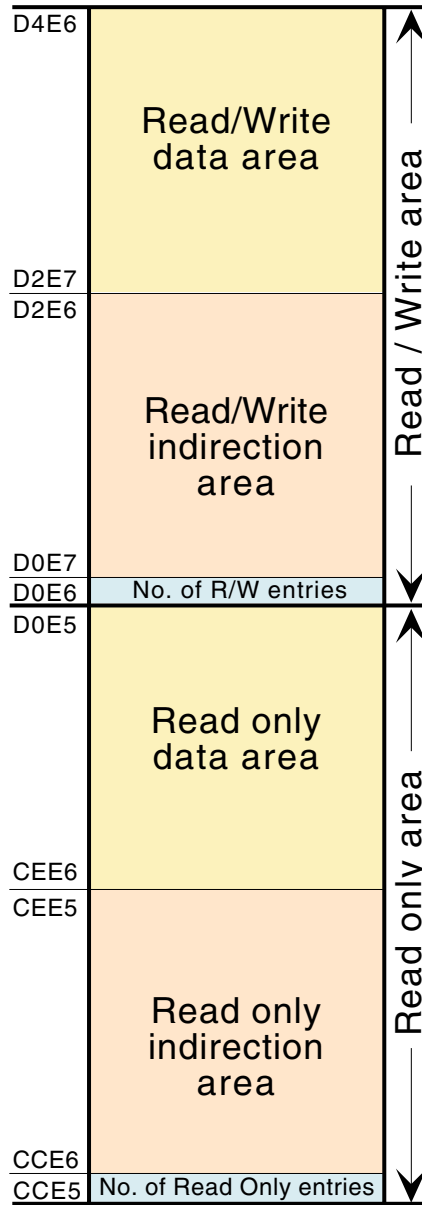 D4E6
Read/Write
data area
D2E7
D2E6
Read/Write
indirection
area
D0E7
D0E6
No. of R/W entries
Read / Write area
D0E5
Read only
data area
CEE6
CEE5
Read only
indirection
area
CCE6
CCE5
No. of Read Only entries
Read only area